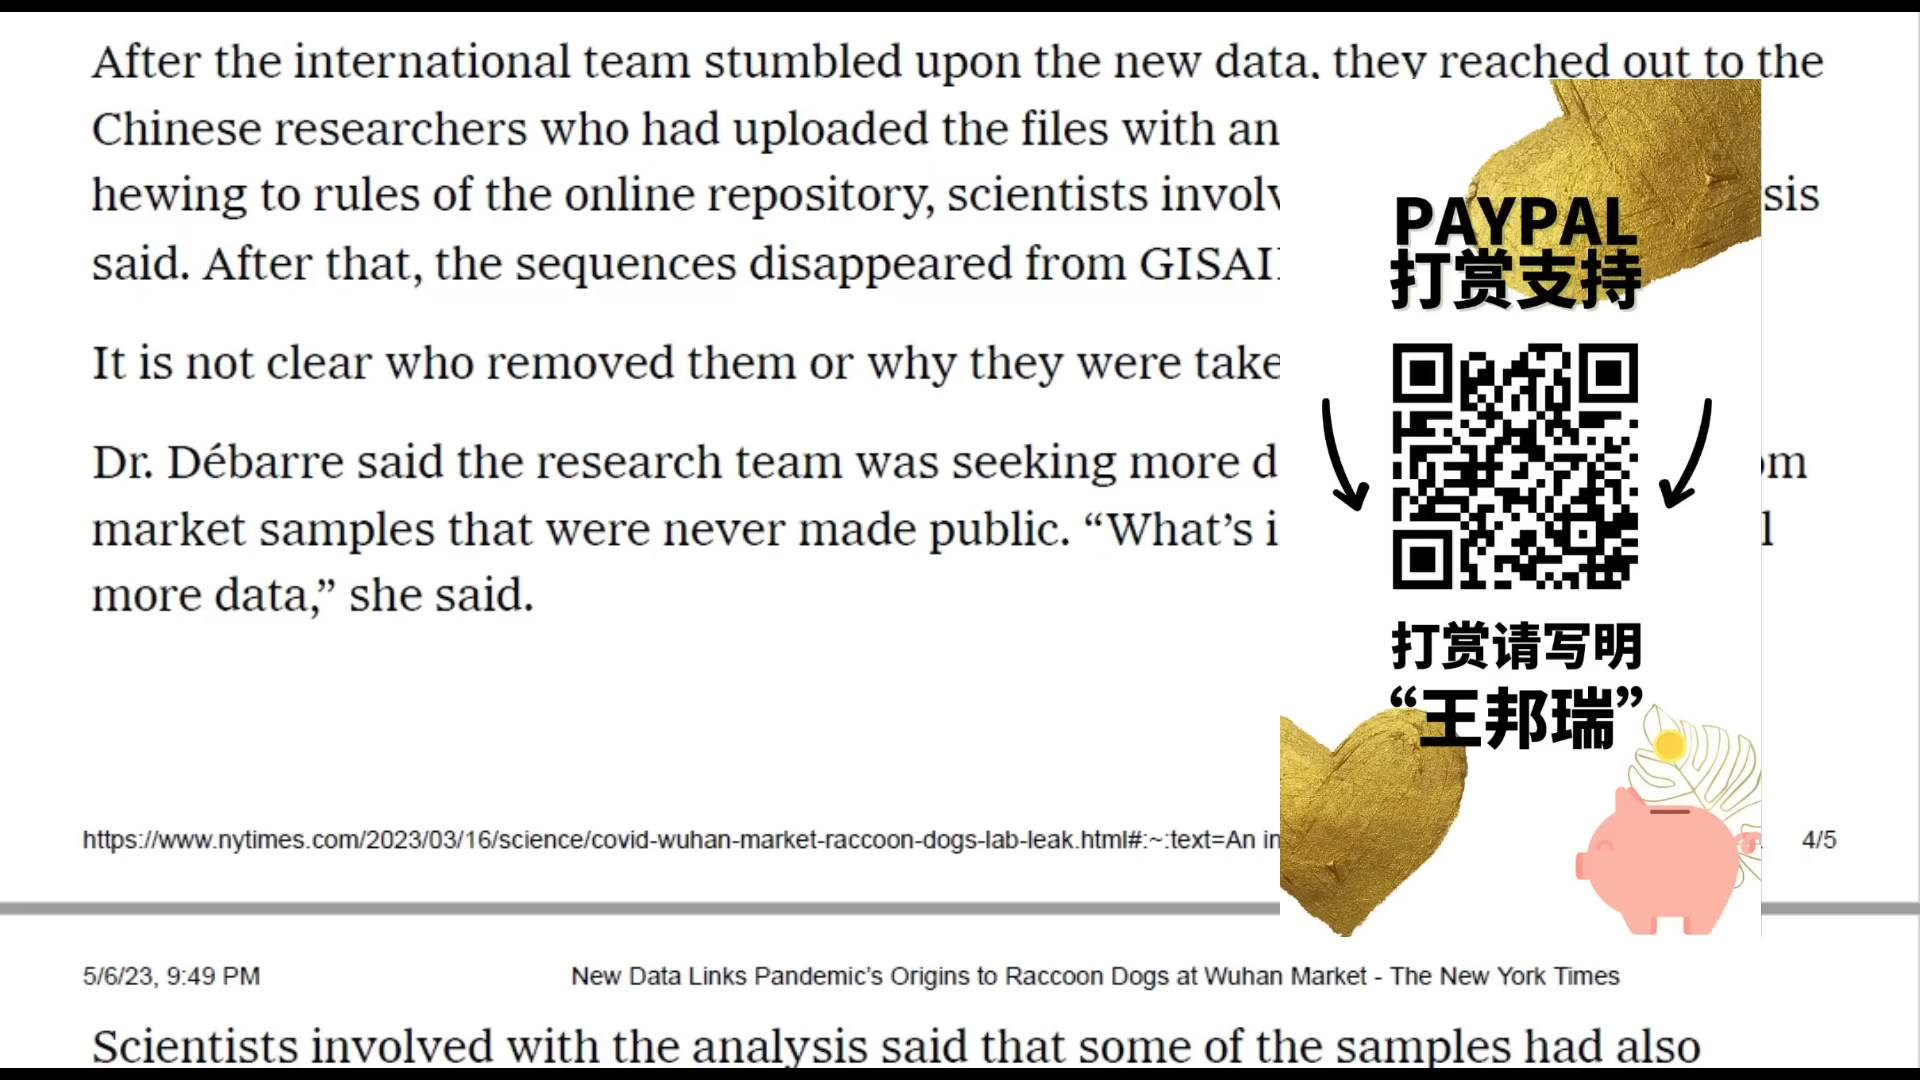 After the international team stumbled upon the new data, they reached out to the
Chinese researchers who had uploaded the files with an
hewing to rules of the online repository, scientists
said. After that, the sequences disappeared from
It is not clear who removed them or why they were
Dr. Débarre said the research team was seeking more
market samples that were never made public. “What’s
more data,” she said.
PAYPAL
打赏支持
打赏请写明
“王邦瑞”
https://www.nytimes.com/2023/03/16/science/covid-wuhan-market-raccoon-dogs-lab-leak.html#:~:text=An
4/5
5/6/23, 9:49 PM
New Data Links Pandemic’s Origins to Raccoon Dogs at Wuhan Market - The New York Times
Scientists involved with the analysis said that some of the samples had also